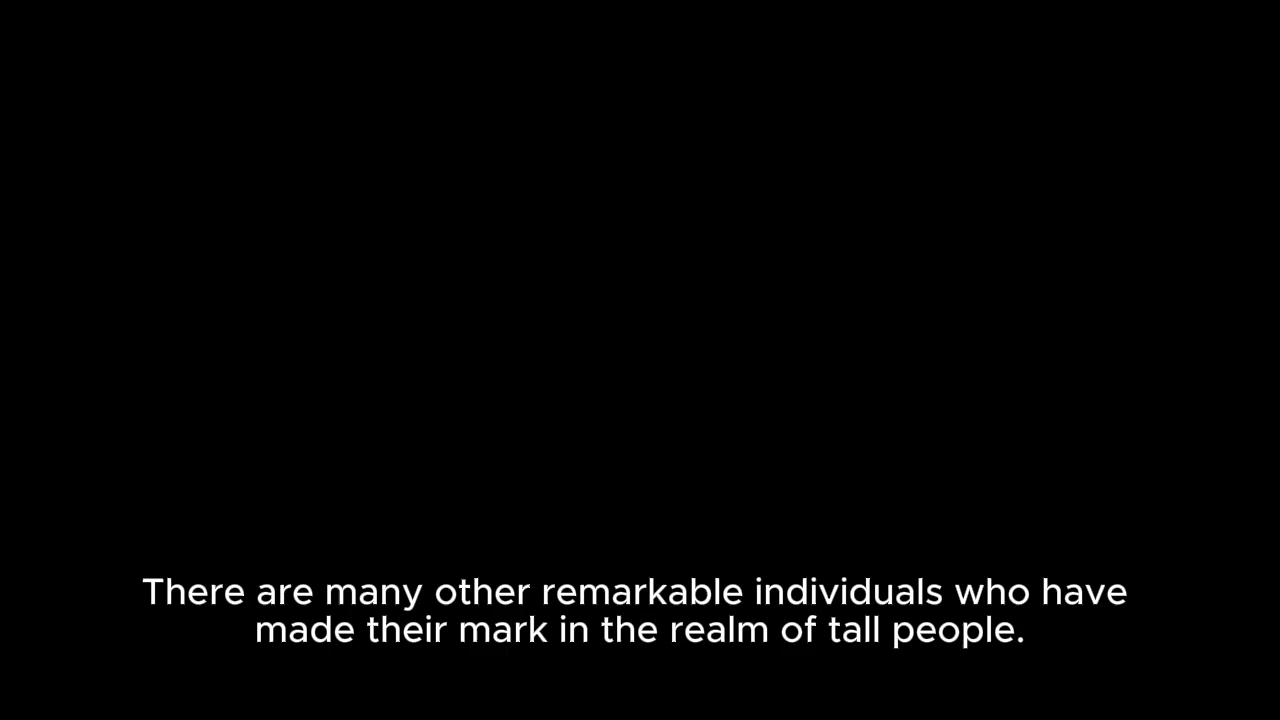 There are many other remarkable individuals who have
made their mark in the realm of tall people.